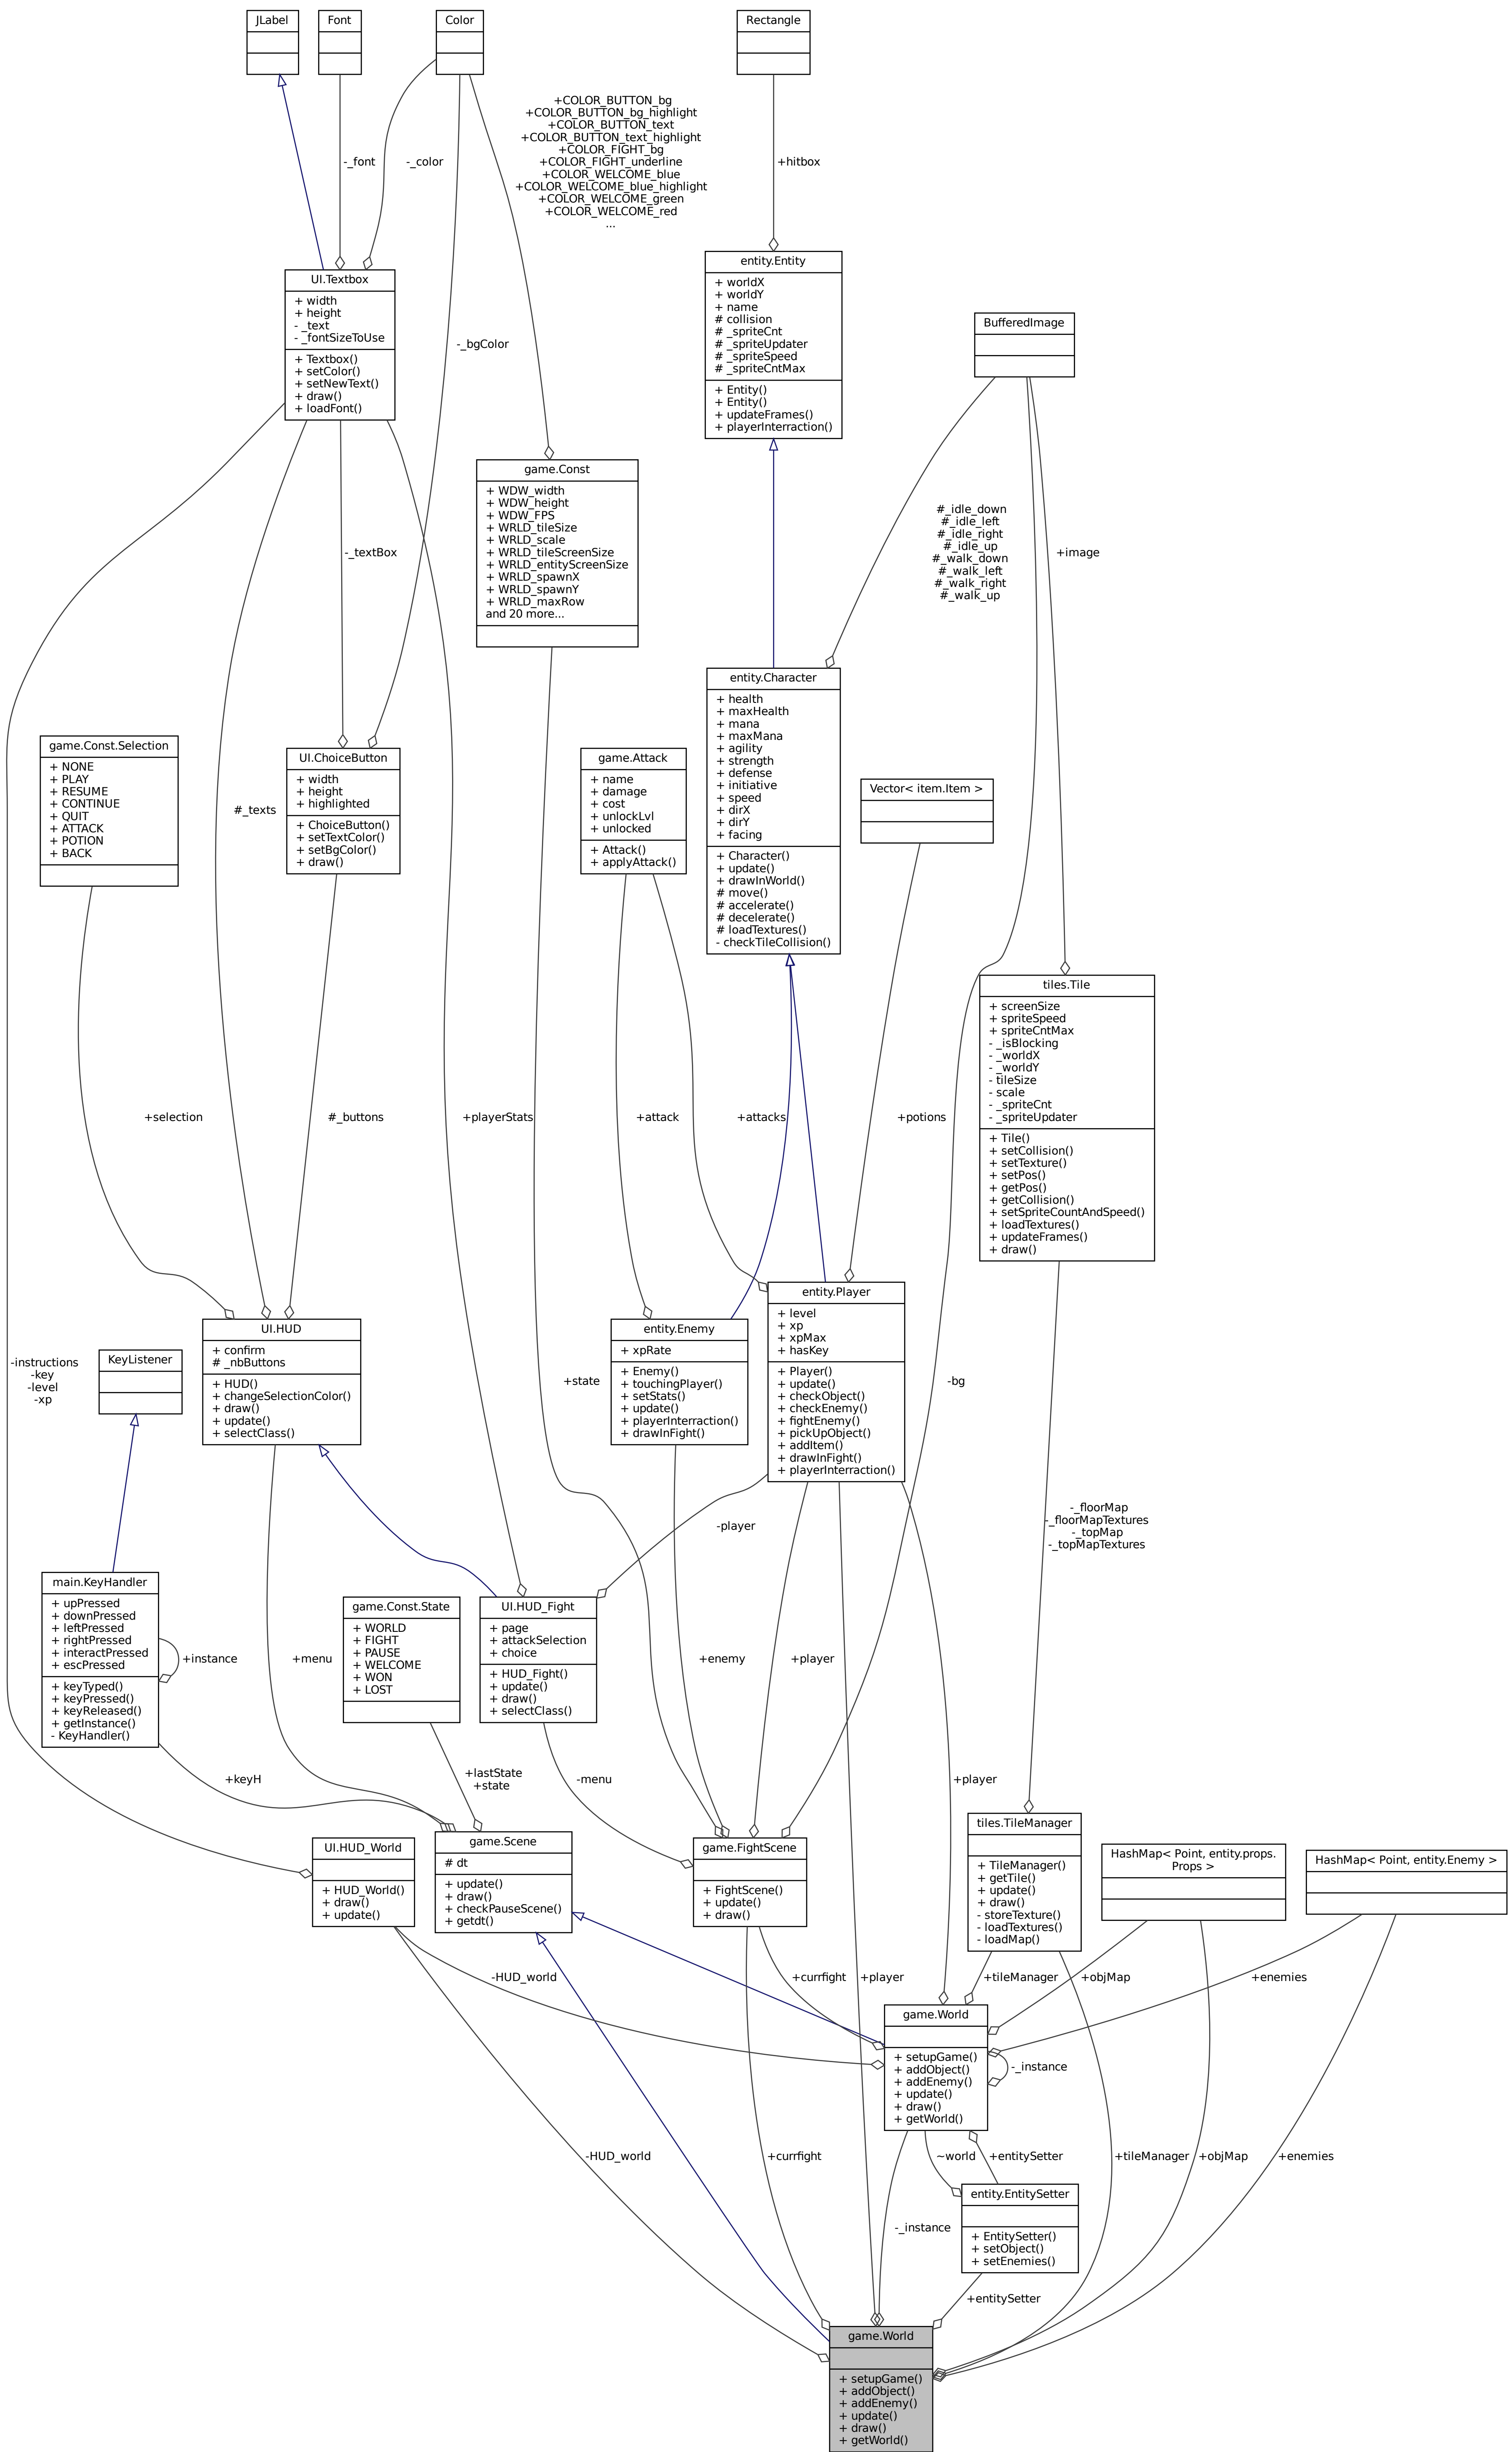 JLabel
Font
Color
Rectangle
+COLOR_BUTTON_bg
+COLOR_BUTTON_bg_highlight
+COLOR_BUTTON_text
+COLOR_BUTTON_text_highlight
+COLOR_FIGHT_bg
+COLOR_FIGHT_underline
+COLOR_WELCOME_blue
+COLOR_WELCOME_blue_highlight
+COLOR_WELCOME_green
+COLOR_WELCOME_red
...
-_font
-_color
+hitbox
UI.Textbox
+ width
+ height
- _text
- _fontSizeToUse
+ Textbox()
+ setColor()
+ setNewText()
+ draw()
+ loadFont()
-_bgColor
entity.Entity
+ worldX
+ worldY
+ name
# collision
# _spriteCnt
# _spriteUpdater
# _spriteSpeed
# _spriteCntMax
+ Entity()
+ Entity()
+ updateFrames()
+ playerInterraction()
BufferedImage
game.Const
+ WDW_width
+ WDW_height
+ WDW_FPS
+ WRLD_tileSize
+ WRLD_scale
+ WRLD_tileScreenSize
+ WRLD_entityScreenSize
+ WRLD_spawnX
+ WRLD_spawnY
+ WRLD_maxRow
and 20 more...
-_textBox
#_idle_down
#_idle_left
#_idle_right
#_idle_up
#_walk_down
#_walk_left
#_walk_right
#_walk_up
+image
game.Const.Selection
+ NONE
+ PLAY
+ RESUME
+ CONTINUE
+ QUIT
+ ATTACK
+ POTION
+ BACK
#_texts
UI.ChoiceButton
+ width
+ height
+ highlighted
+ ChoiceButton()
+ setTextColor()
+ setBgColor()
+ draw()
game.Attack
+ name
+ damage
+ cost
+ unlockLvl
+ unlocked
+ Attack()
+ applyAttack()
entity.Character
+ health
+ maxHealth
+ mana
+ maxMana
+ agility
+ strength
+ defense
+ initiative
+ speed
+ dirX
+ dirY
+ facing
+ Character()
+ update()
+ drawInWorld()
# move()
# accelerate()
# decelerate()
# loadTextures()
- checkTileCollision()
Vector< item.Item >
tiles.Tile
+ screenSize
+ spriteSpeed
+ spriteCntMax
- _isBlocking
- _worldX
- _worldY
- tileSize
- scale
- _spriteCnt
- _spriteUpdater
+ Tile()
+ setCollision()
+ setTexture()
+ setPos()
+ getPos()
+ getCollision()
+ setSpriteCountAndSpeed()
+ loadTextures()
+ updateFrames()
+ draw()
+selection
#_buttons
+playerStats
+attack
+attacks
+potions
-instructions
-key
-level
-xp
KeyListener
UI.HUD
+ confirm
# _nbButtons
+ HUD()
+ changeSelectionColor()
+ draw()
+ update()
+ selectClass()
+state
entity.Enemy
+ xpRate
+ Enemy()
+ touchingPlayer()
+ setStats()
+ update()
+ playerInterraction()
+ drawInFight()
entity.Player
+ level
+ xp
+ xpMax
+ hasKey
+ Player()
+ update()
+ checkObject()
+ checkEnemy()
+ fightEnemy()
+ pickUpObject()
+ addItem()
+ drawInFight()
+ playerInterraction()
-bg
-player
-_floorMap
-_floorMapTextures
-_topMap
-_topMapTextures
main.KeyHandler
+ upPressed
+ downPressed
+ leftPressed
+ rightPressed
+ interactPressed
+ escPressed
+ keyTyped()
+ keyPressed()
+ keyReleased()
+ getInstance()
- KeyHandler()
+instance
+menu
game.Const.State
+ WORLD
+ FIGHT
+ PAUSE
+ WELCOME
+ WON
+ LOST
UI.HUD_Fight
+ page
+ attackSelection
+ choice
+ HUD_Fight()
+ update()
+ draw()
+ selectClass()
+enemy
+player
+keyH
+lastState
+state
-menu
+player
UI.HUD_World
+ HUD_World()
+ draw()
+ update()
game.Scene
# dt
+ update()
+ draw()
+ checkPauseScene()
+ getdt()
game.FightScene
+ FightScene()
+ update()
+ draw()
tiles.TileManager
+ TileManager()
+ getTile()
+ update()
+ draw()
- storeTexture()
- loadTextures()
- loadMap()
HashMap< Point, entity.props.
Props >
HashMap< Point, entity.Enemy >
-HUD_world
+currfight
+player
+tileManager
+objMap
+enemies
game.World
+ setupGame()
+ addObject()
+ addEnemy()
+ update()
+ draw()
+ getWorld()
-_instance
-HUD_world
+currfight
~world
+entitySetter
+tileManager
+objMap
+enemies
-_instance
entity.EntitySetter
+ EntitySetter()
+ setObject()
+ setEnemies()
+entitySetter
game.World
+ setupGame()
+ addObject()
+ addEnemy()
+ update()
+ draw()
+ getWorld()